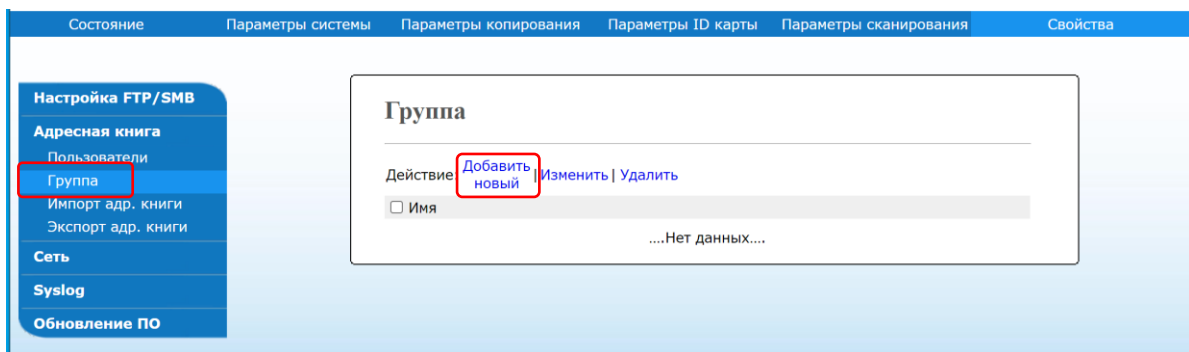 Состояние Параметры системы Параметры копирования Параметры ID карты Параметры сканирования Свойства
Настройка FTP/SMB
Адресная книга
Пользователи
Группа
Импорт адр. книги
Экспорт адр. книги
Сеть
Syslog
Обновление ПО
Группа
Действие: Добавить новый | Изменить | Удалить
Имя
....Нет данных....